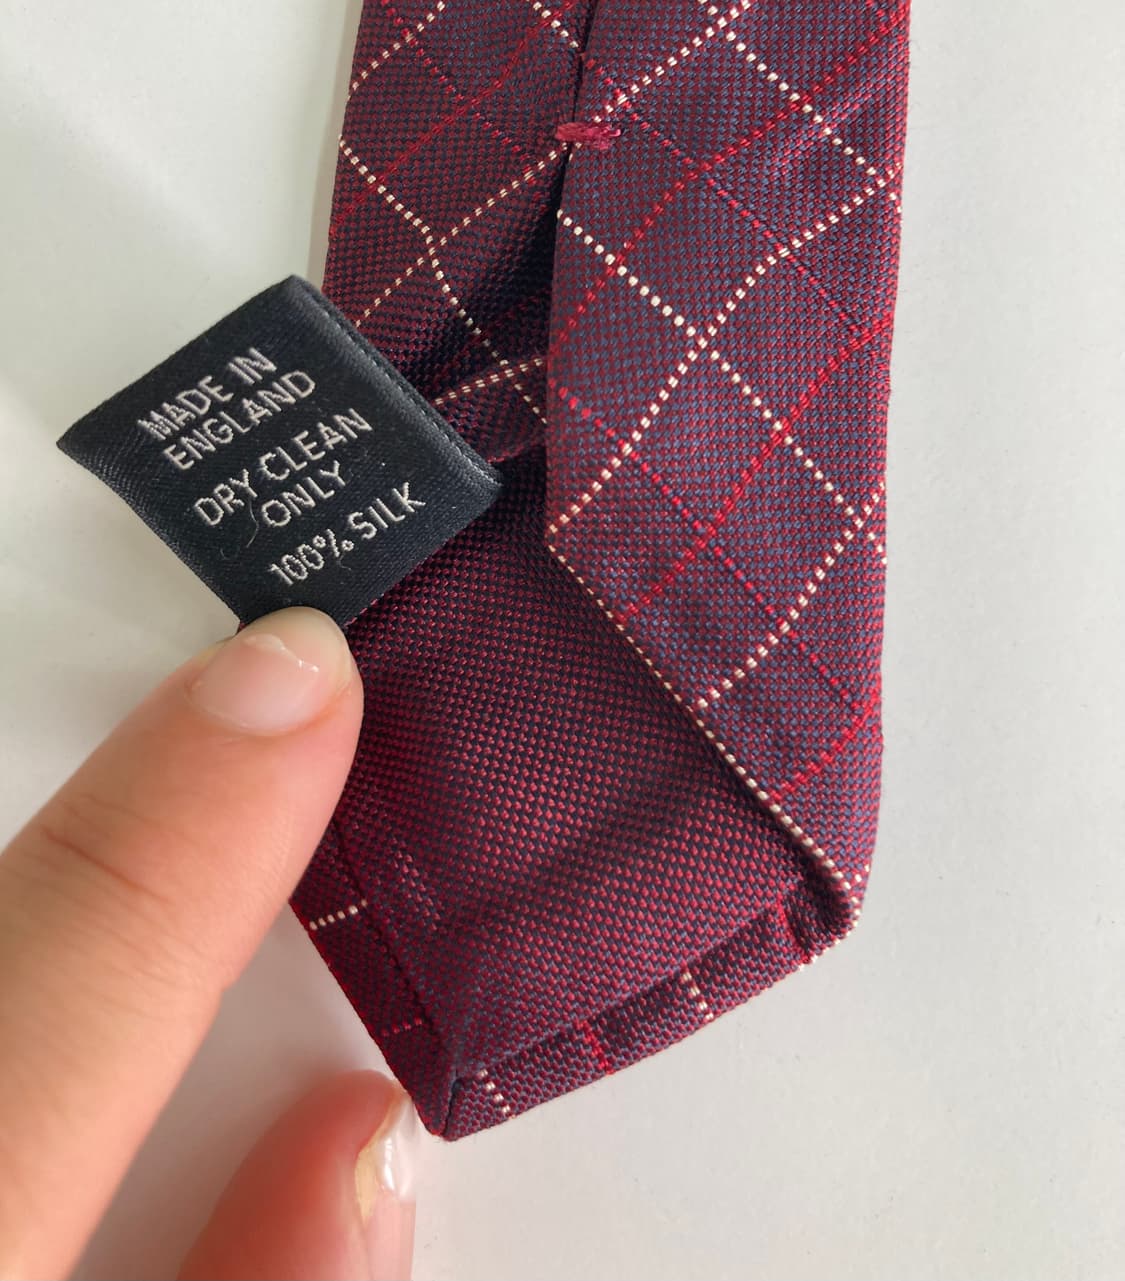 MADE IN
ENGLAND
DRY CLEAN
ONLY
100% SILK